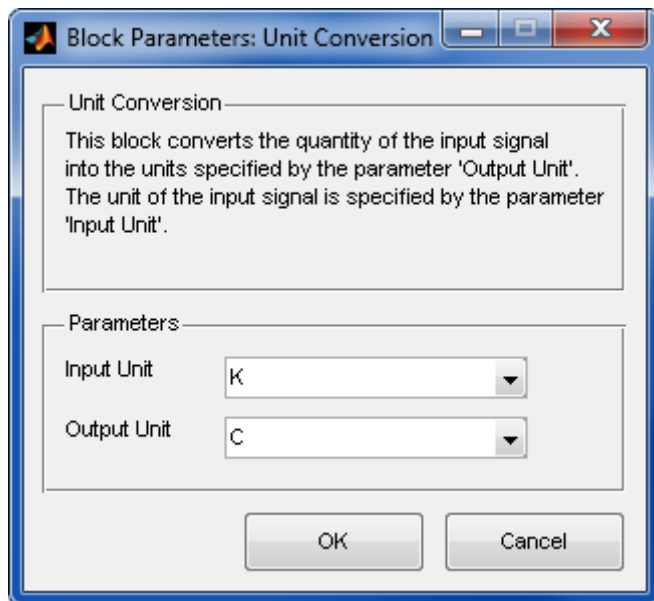 Block Parameters: Unit Conversion
Unit Conversion
This block converts the quantity of the input signal
into the units specified by the parameter 'Output Unit'.
The unit of the input signal is specified by the parameter
'Input Unit'.
Parameters
Input Unit
K
Output Unit
C
OK
Cancel